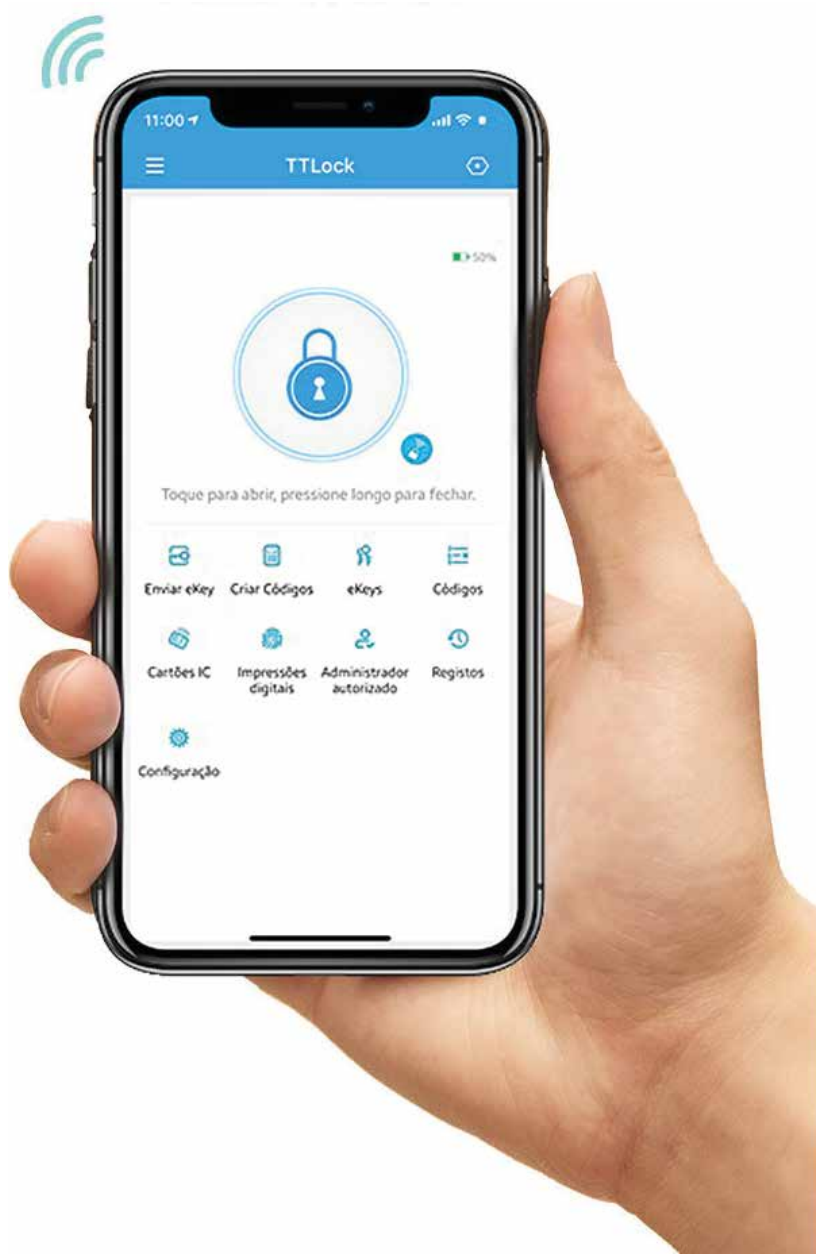 11:00
TTLock
50%
Toque para abrir, pressione longo para fechar.
Enviar eKey Criar Códigos eKeys Códigos
Cartões IC Impressões digitais Administrador autorizado Registos
Configuração